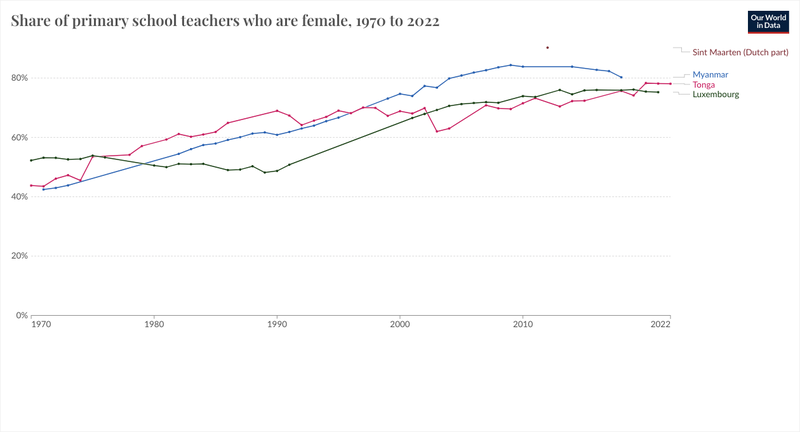 Share of primary school teachers who are female, 1970 to 2022
Our World
in Data
Sint Maarten (Dutch part)
80%
Myanmar
Tonga
Luxembourg
60%
40%
20%
0%
1970
1980
1990
2000
2010
2022